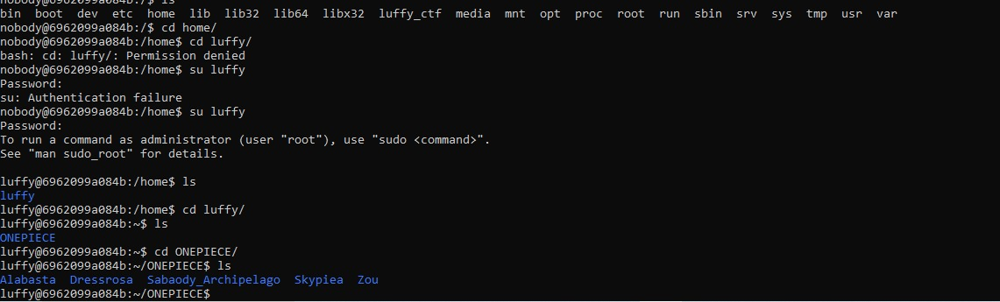 nobody@6962099a084b:/$ ls
bin  boot  dev  etc  home  lib  lib32  lib64  libx32  luffy_ctf  media  mnt  opt  proc  root  run  sbin  srv  sys  tmp  usr  var
nobody@6962099a084b:/$ cd home/
nobody@6962099a084b:/home$ cd luffy/
bash: cd: luffy/: Permission denied
nobody@6962099a084b:/home$ su luffy
Password:
su: Authentication failure
nobody@6962099a084b:/home$ su luffy
Password:
To run a command as administrator (user "root"), use "sudo <command>".
See "man sudo_root" for details.
luffy@6962099a084b:/home$ ls
luffy
luffy@6962099a084b:/home$ cd luffy/
luffy@6962099a084b:~$ ls
ONEPIECE
luffy@6962099a084b:~$ cd ONEPIECE/
luffy@6962099a084b:~/ONEPIECE$ ls
Alabasta  Dressrosa  Sabaody_Archipelago  Skypiea  Zou
luffy@6962099a084b:~/ONEPIECE$